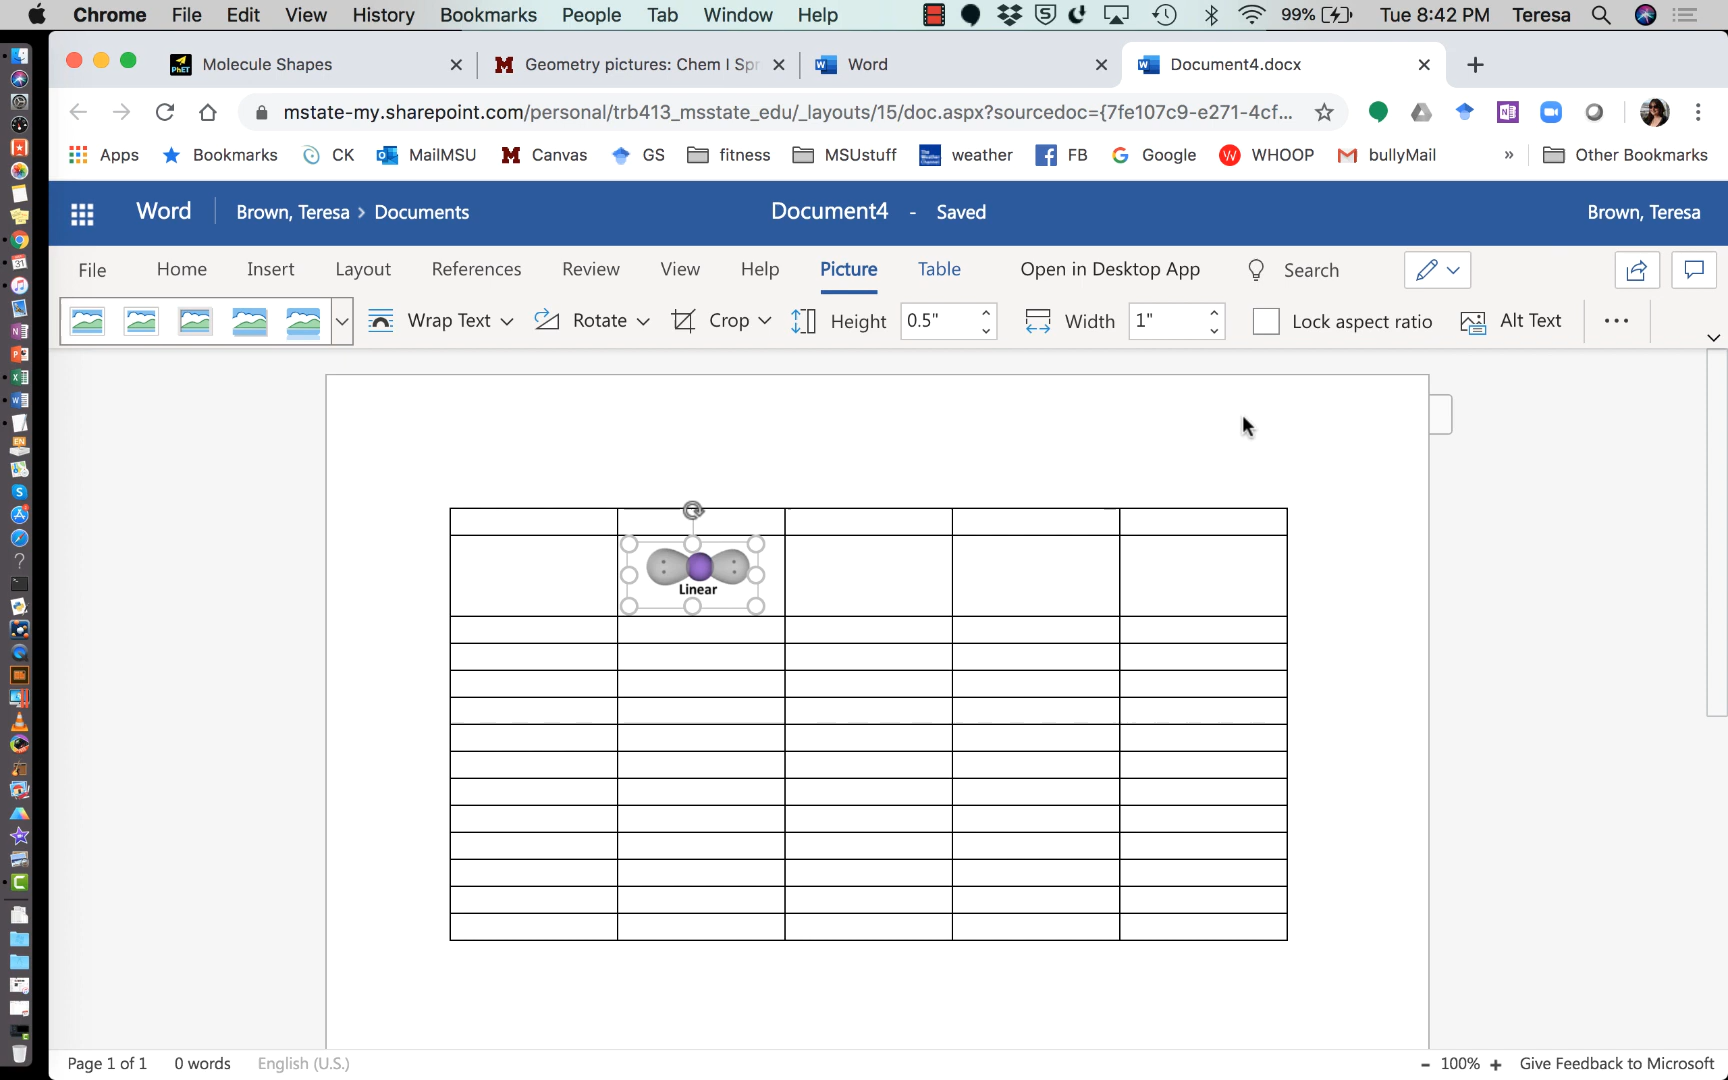 Chrome File Edit View History Bookmarks People Tab Window Help 99% Tue 8:42 PM Teresa
Molecule Shapes
Geometry pictures: Chem I Spr
Word
Document4.docx
mstate-my.sharepoint.com/personal/trb413_msstate_edu/_layouts/15/doc.aspx?sourcedoc={7fe107c9-e271-4cf...
Apps Bookmarks CK MailMSU Canvas GS fitness MSUstuff weather FB Google WHOOP bullyMail » Other Bookmarks
Word Brown, Teresa > Documents Document4 - Saved Brown, Teresa
File Home Insert Layout References Review View Help Picture Table Open in Desktop App Search
Wrap Text Rotate Crop Height 0.5" Width 1" Lock aspect ratio Alt Text ...
Linear
Page 1 of 1 0 words English (U.S.) - 100% + Give Feedback to Microsoft